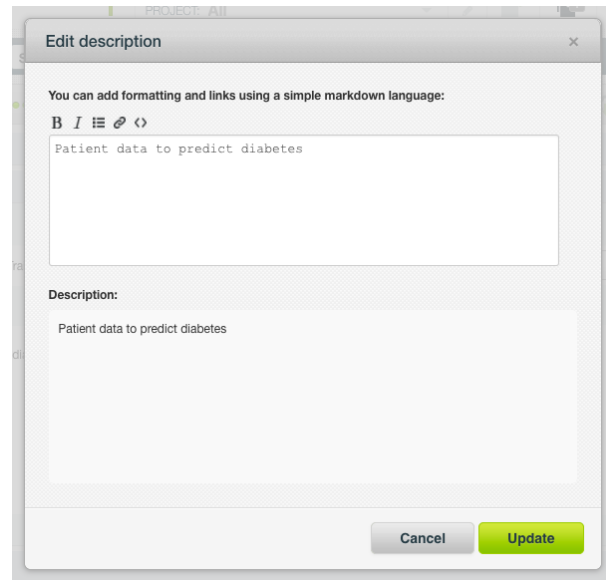 PROJECT: All
Edit description
×
You can add formatting and links using a simple markdown language:
B I
Patient data to predict diabetes
Description:
Patient data to predict diabetes
Cancel
Update